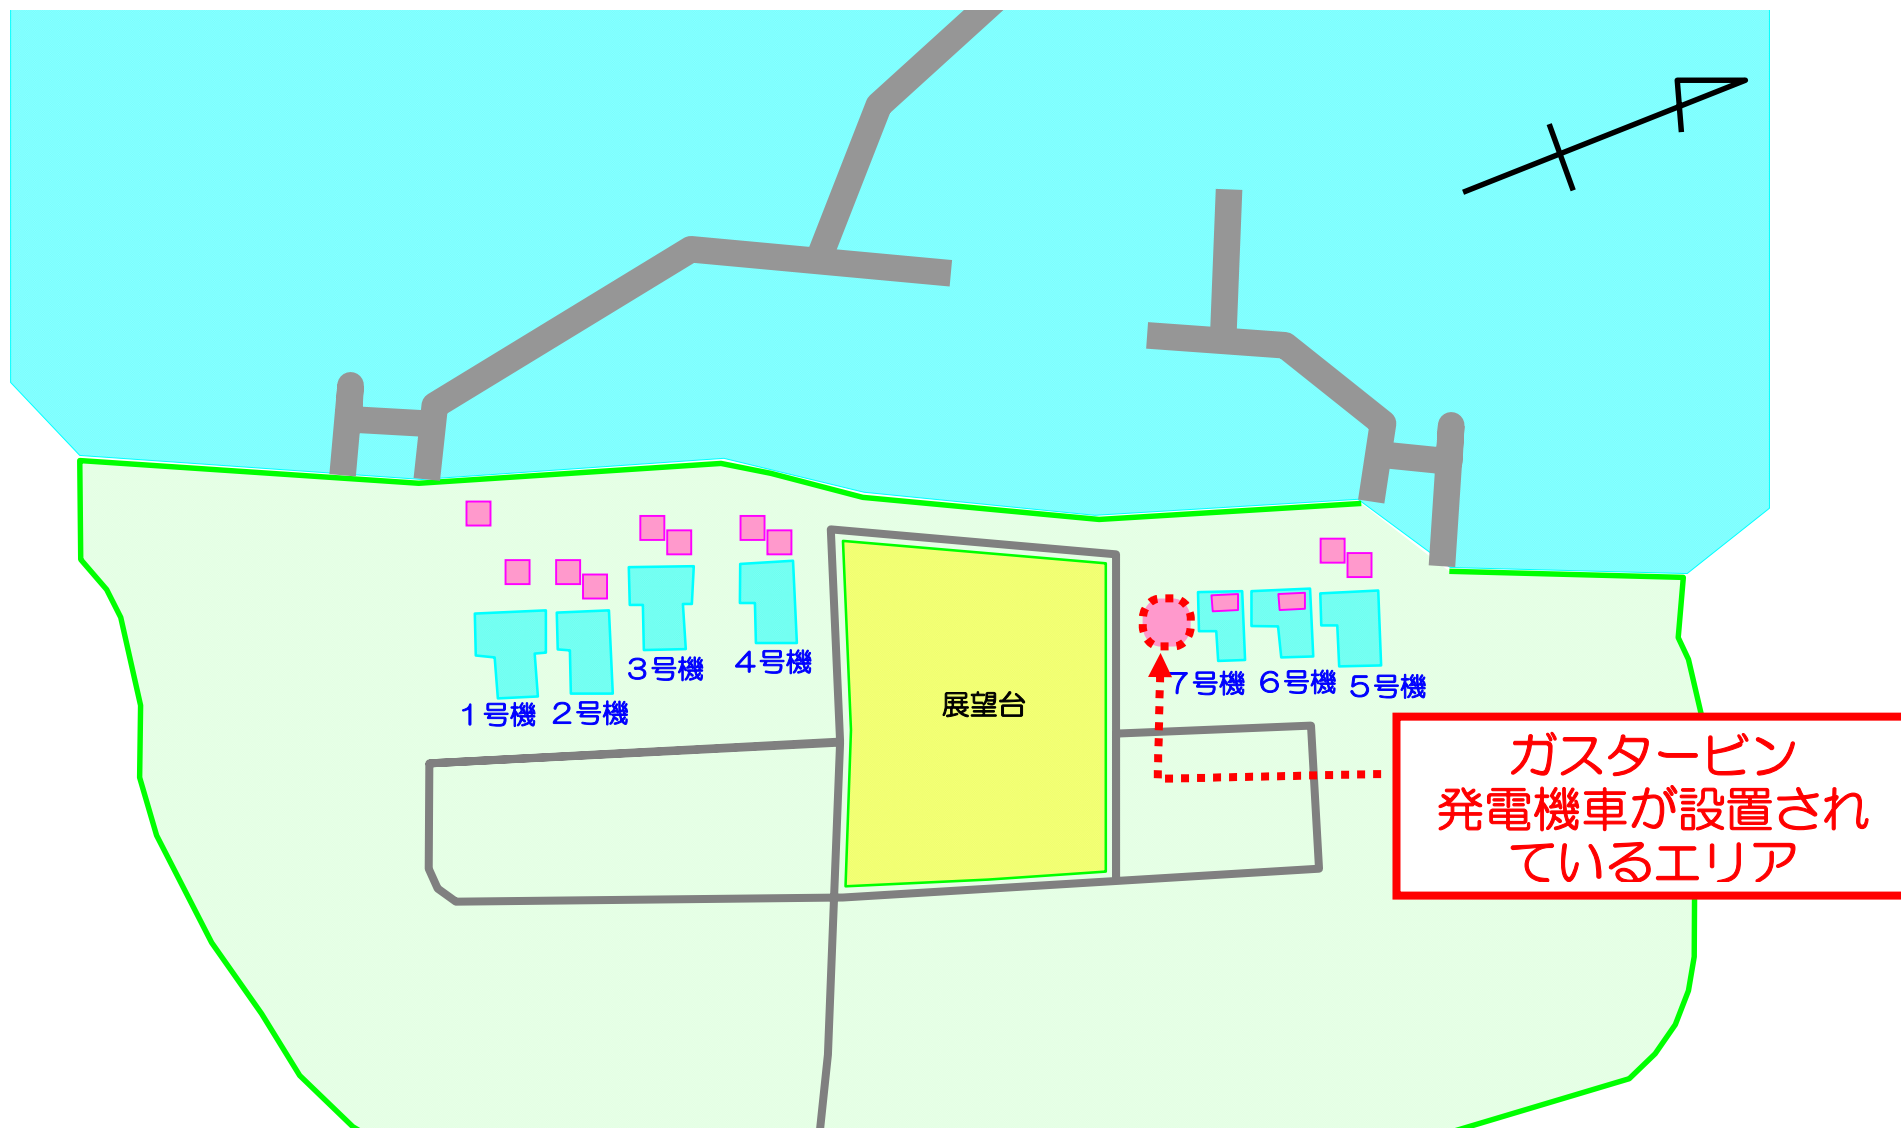 ３号機
４号機
７号機
６号機
５号機
１号機
２号機
展望台
ガスタービン
発電機車が設置され
ているエリア